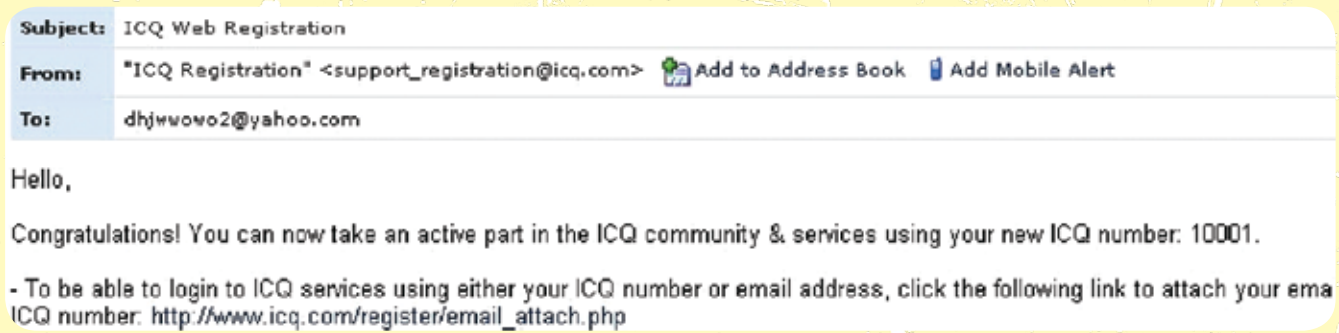 Subject: ICQ Web Registration
From: "ICQ Registration" <support_registration@icq.com> Add to Address Book Add Mobile Alert
To: dhjwwowo2@yahoo.com
Hello,
Congratulations! You can now take an active part in the ICQ community & services using your new ICQ number: 10001.
- To be able to login to ICQ services using either your ICQ number or email address, click the following link to attach your ema
ICQ number: http://www.icq.com/register/email_attach.php